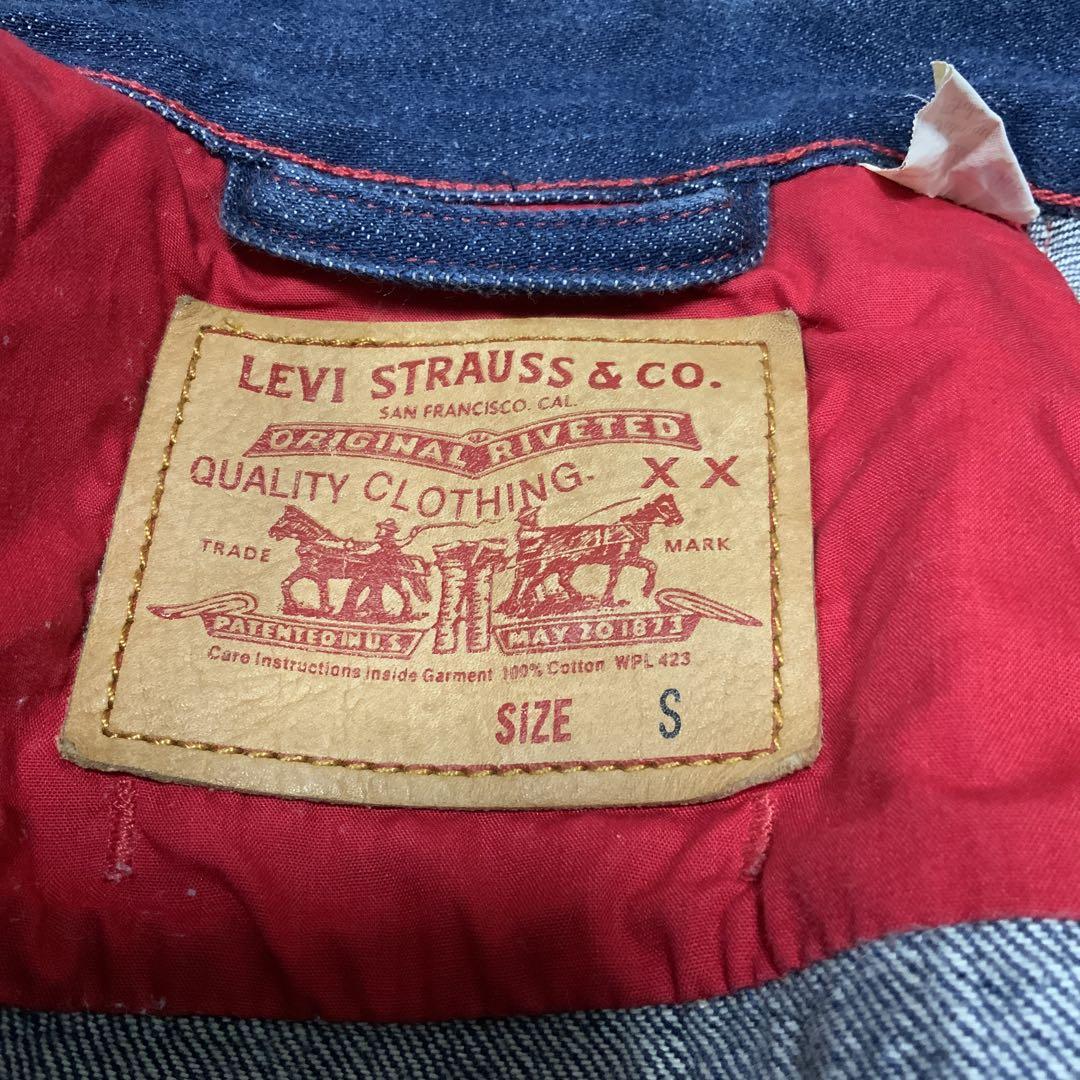 LEVI STRAUSS & CO.
SAN FRANCISCO. CAL.
ORIGINAL RIVETED
QUALITY CLOTHING. XX
TRADE MARK
PATENTED IN U.S. MAY 20 1873
Care Instructions Inside Garment 100% Cotton WPL 423
SIZE S